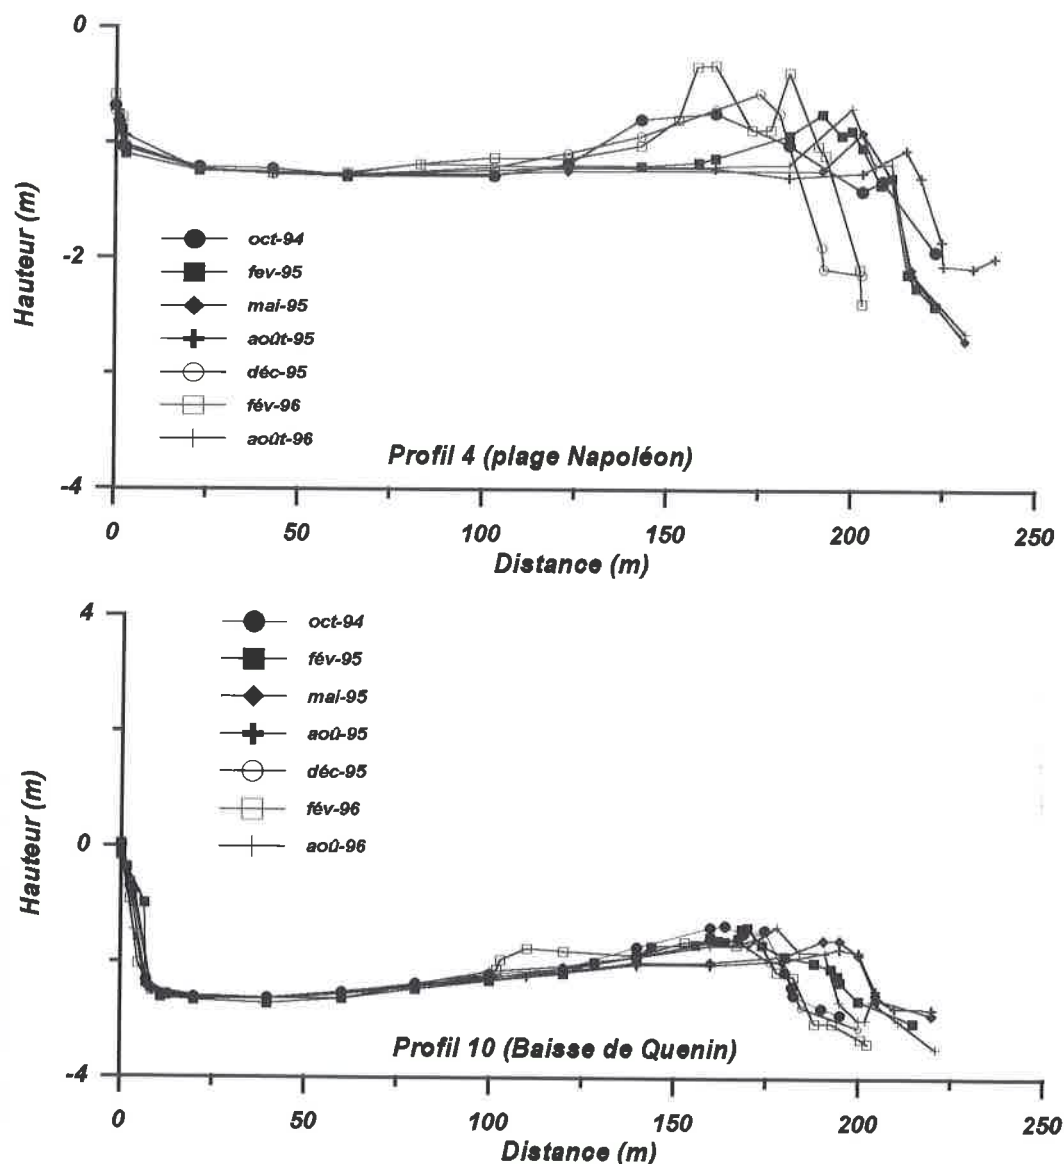 0
-2
-4
Hauteur (m)
oct-94
fev-95
mai-95
août-95
déc-95
fév-96
août-96
Profil 4 (plage Napoléon)
0
50
100
150
200
250
Distance (m)
4
0
-4
Hauteur (m)
oct-94
fév-95
mai-95
aoû-95
déc-95
fév-96
aoû-96
Profil 10 (Baisse de Quenin)
0
50
100
150
200
250
Distance (m)